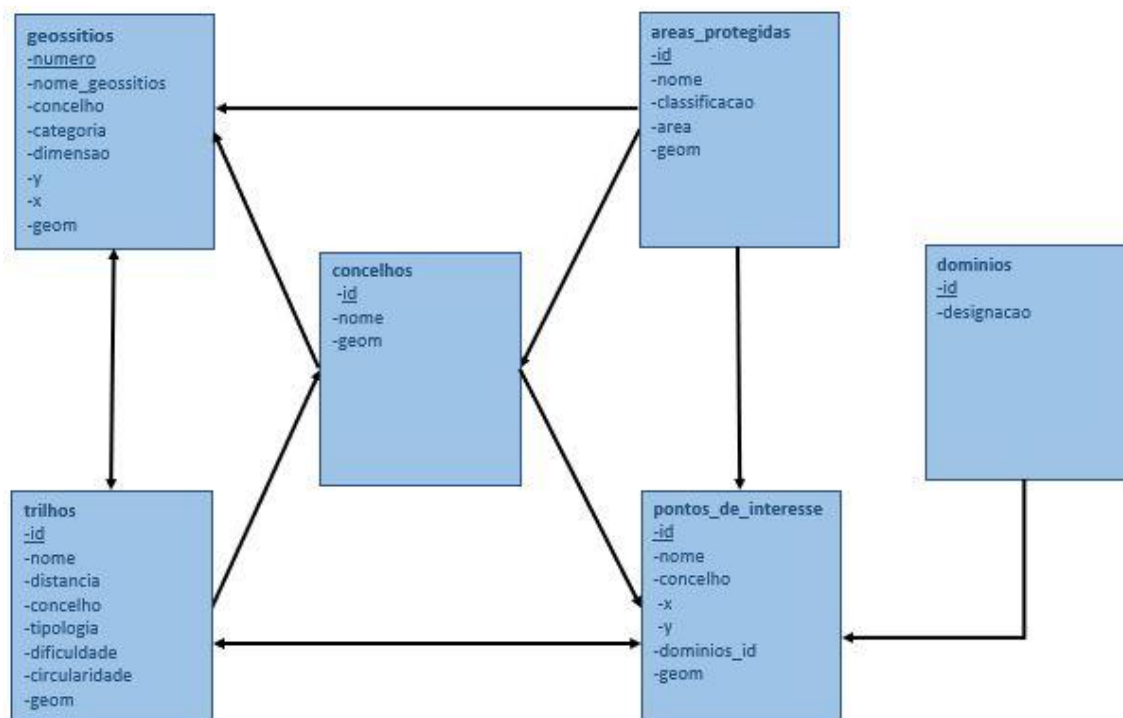 geossitios
-numero
-nome_geossitios
-concelho
-categoria
-dimensao
-y
-x
-geom
areas_protegidas
-id
-nome
-classificacao
-area
-geom
concelhos
-id
-nome
-geom
dominios
-id
-designacao
trilhos
-id
-nome
-distancia
-concelho
-tipologia
-dificuldade
-circularidade
-geom
pontos_de_interesse
-id
-nome
-concelho
-x
-y
-dominios_id
-geom